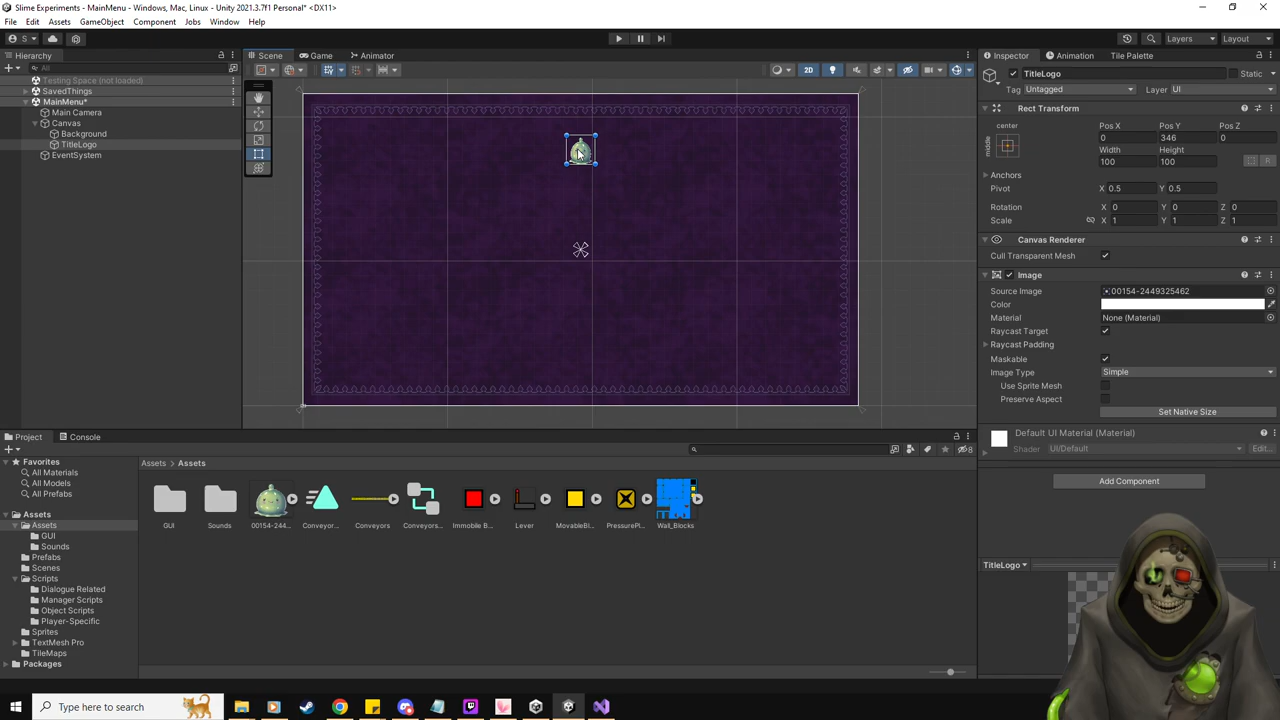 Slime Experiments - MainMenu - Windows, Mac, Linux - Unity 2021.3.7f1 Personal* <DX11>
File Edit Assets GameObject Component Jobs Window Help
S
Layers Layout
Hierarchy
All
Testing Space (not loaded)
SavedThings
MainMenu*
Main Camera
Canvas
Background
TitleLogo
EventSystem
Scene Game Animator
2D
Inspector Animation Tile Palette
TitleLogo Static
Tag Untagged Layer UI
Rect Transform
center
middle
Pos X Pos Y Pos Z
0 346 0
Width Height
100 100
R
Anchors
Pivot X 0.5 Y 0.5
Rotation X 0 Y 0 Z 0
Scale X 1 Y 1 Z 1
Canvas Renderer
Cull Transparent Mesh
Image
Source Image 00154-2449325462
Color
Material None (Material)
Raycast Target
Raycast Padding
Maskable
Image Type Simple
Use Sprite Mesh
Preserve Aspect
Set Native Size
Default UI Material (Material)
Shader UI/Default Edit...
Add Component
TitleLogo
Project Console
8
Favorites
All Materials
All Models
All Prefabs
Assets
Assets
GUI
Sounds
Prefabs
Scenes
Scripts
Dialogue Related
Manager Scripts
Object Scripts
Player-Specific
Sprites
TextMesh Pro
TileMaps
Packages
Assets > Assets
GUI Sounds 00154-244... Conveyor... Conveyors Conveyors... Immobile B... Lever MovableBl... PressurePl... Wall_Blocks
Type here to search